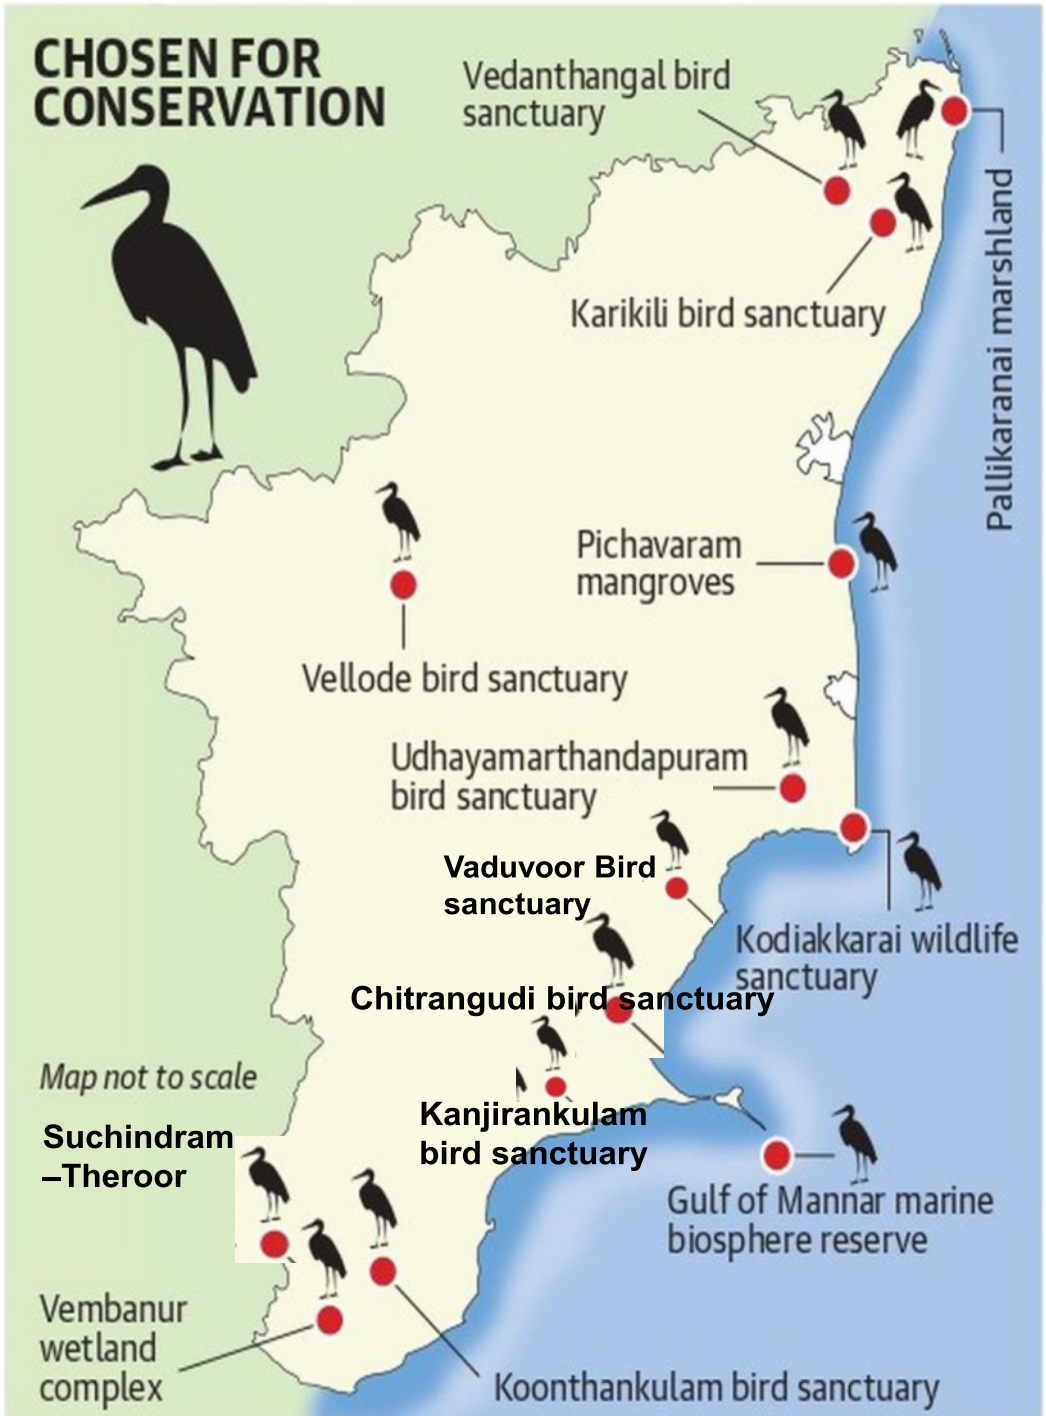 CHOSEN FOR
CONSERVATION
Vedanthangal bird
sanctuary
Pallikaranai marshland
Karikili bird sanctuary
Pichavaram
mangroves
Vellode bird sanctuary
Udhayamarthandapuram
bird sanctuary
Vaduvoor Bird
sanctuary
Kodiakkarai wildlife
sanctuary
Chitrangudi bird sanctuary
Map not to scale
Kanjirankulam
bird sanctuary
Suchindram
–Theroor
Gulf of Mannar marine
biosphere reserve
Vembanur
wetland
complex
Koonthankulam bird sanctuary